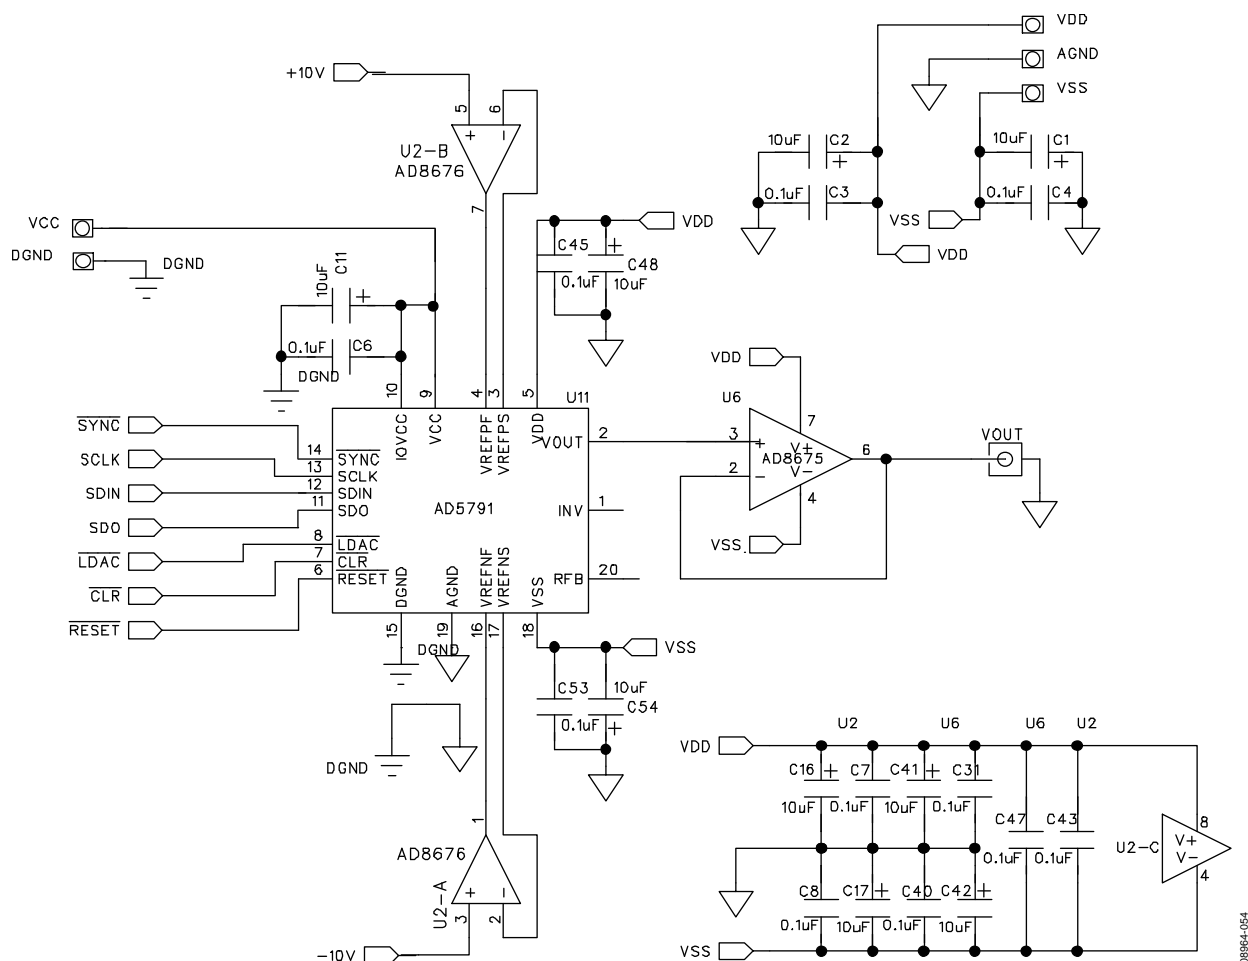 VDD
AGND
VSS
+10V
5
6
+
−
U2-B
AD8676
7
10uF
C2
+
0.1uF
C3
VDD
10uF
C1
+
0.1uF
C4
VSS
VCC
DGND
DGND
10uF
C11
+
0.1uF
C6
DGND
C45
0.1uF
+
C48
10uF
VDD
10
9
4
3
5
U11
IOVCC
VCC
VREFPF
VREFPS
VDD
VOUT
2
SYNC
SCLK
SDIN
SDO
LDAC
CLR
RESET
14
13
12
11
8
7
6
SYNC
SCLK
SDIN
SDO
LDAC
CLR
RESET
AD5791
INV
1
RFB
20
DGND
AGND
VREFNF
VREFNS
VSS
15
19
16
17
18
DGND
VDD
U6
7
3
+
V+
AD8675
V−
2
−
6
4
VSS
VOUT
VSS
C53
0.1uF
10uF
C54
+
DGND
1
AD8676
U2-A
+
−
3
2
−10V
U2
U6
U6
U2
VDD
C16
+
C7
C41
+
C31
10uF
0.1uF
10uF
0.1uF
C47
C43
0.1uF
0.1uF
U2-C
8
V+
V−
4
C8
C17
+
C40
C42
+
0.1uF
10uF
0.1uF
10uF
VSS
08964-054